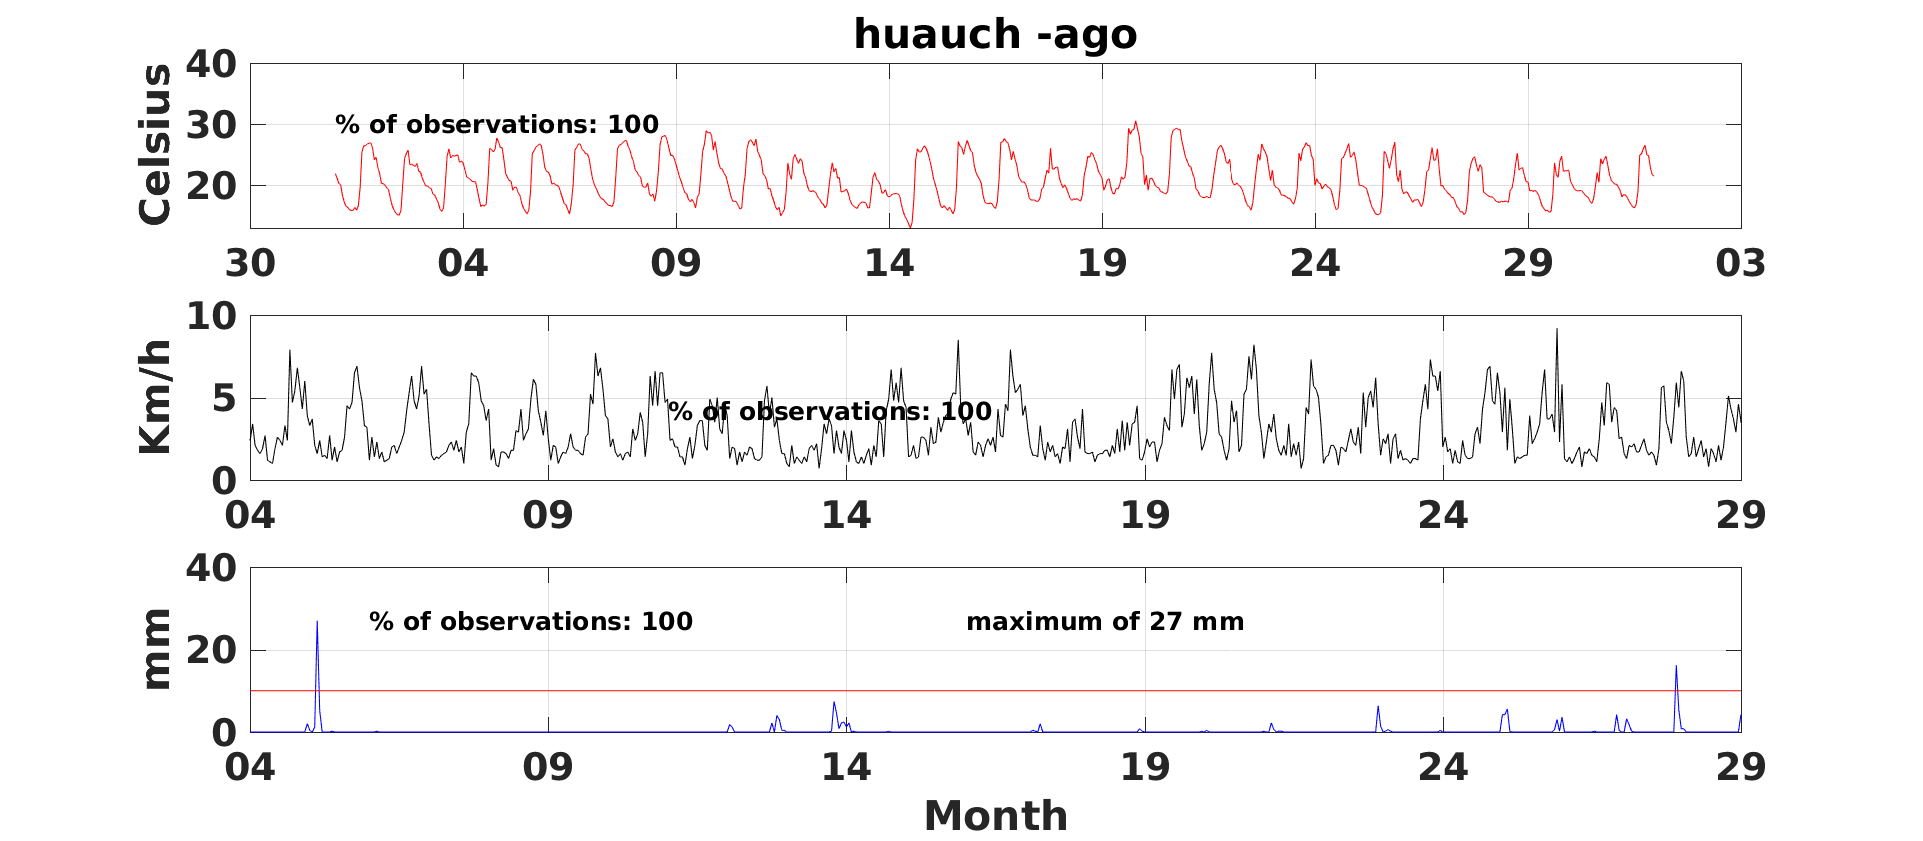 huauch -ago
Celsius
40
30
20
% of observations: 100
30 04 09 14 19 24 29 03
Km/h
10
5
0
% of observations: 100
04 09 14 19 24 29
mm
40
20
0
% of observations: 100 maximum of 27 mm
04 09 14 19 24 29
Month